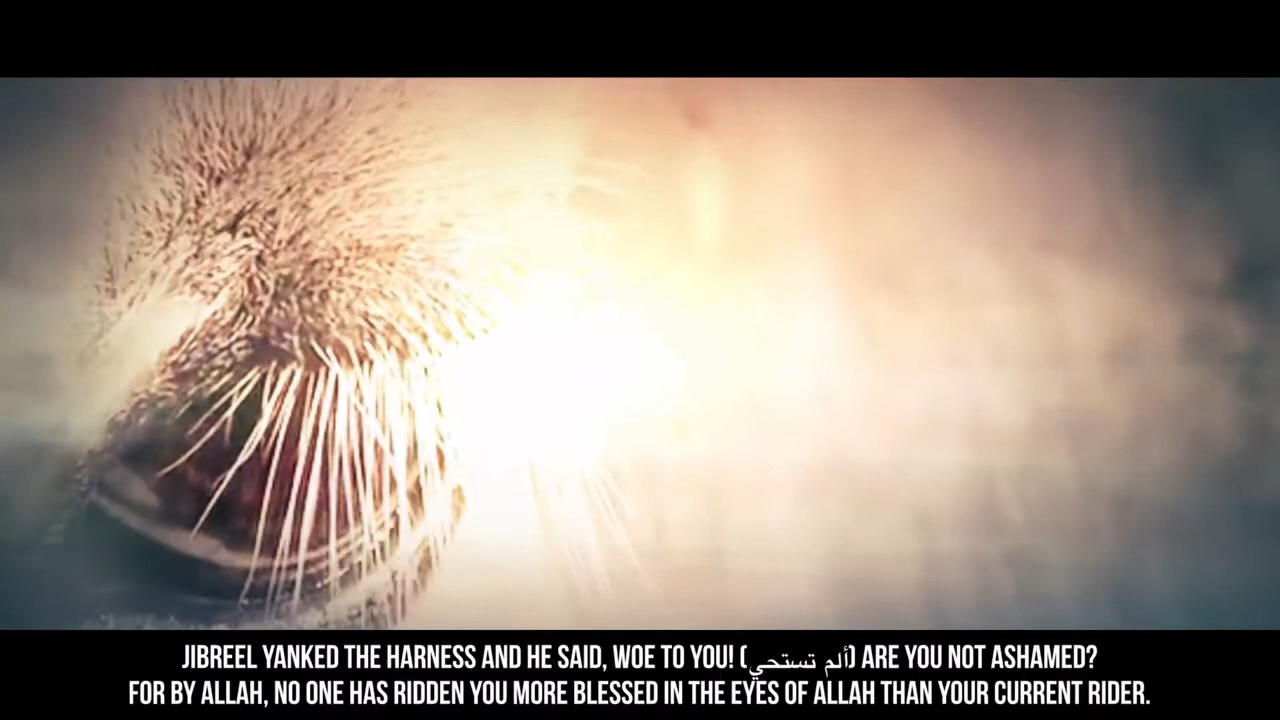 JIBREEL YANKED THE HARNESS AND HE SAID, WOE TO YOU! (ألم تستحي) ARE YOU NOT ASHAMED?
FOR BY ALLAH, NO ONE HAS RIDDEN YOU MORE BLESSED IN THE EYES OF ALLAH THAN YOUR CURRENT RIDER.